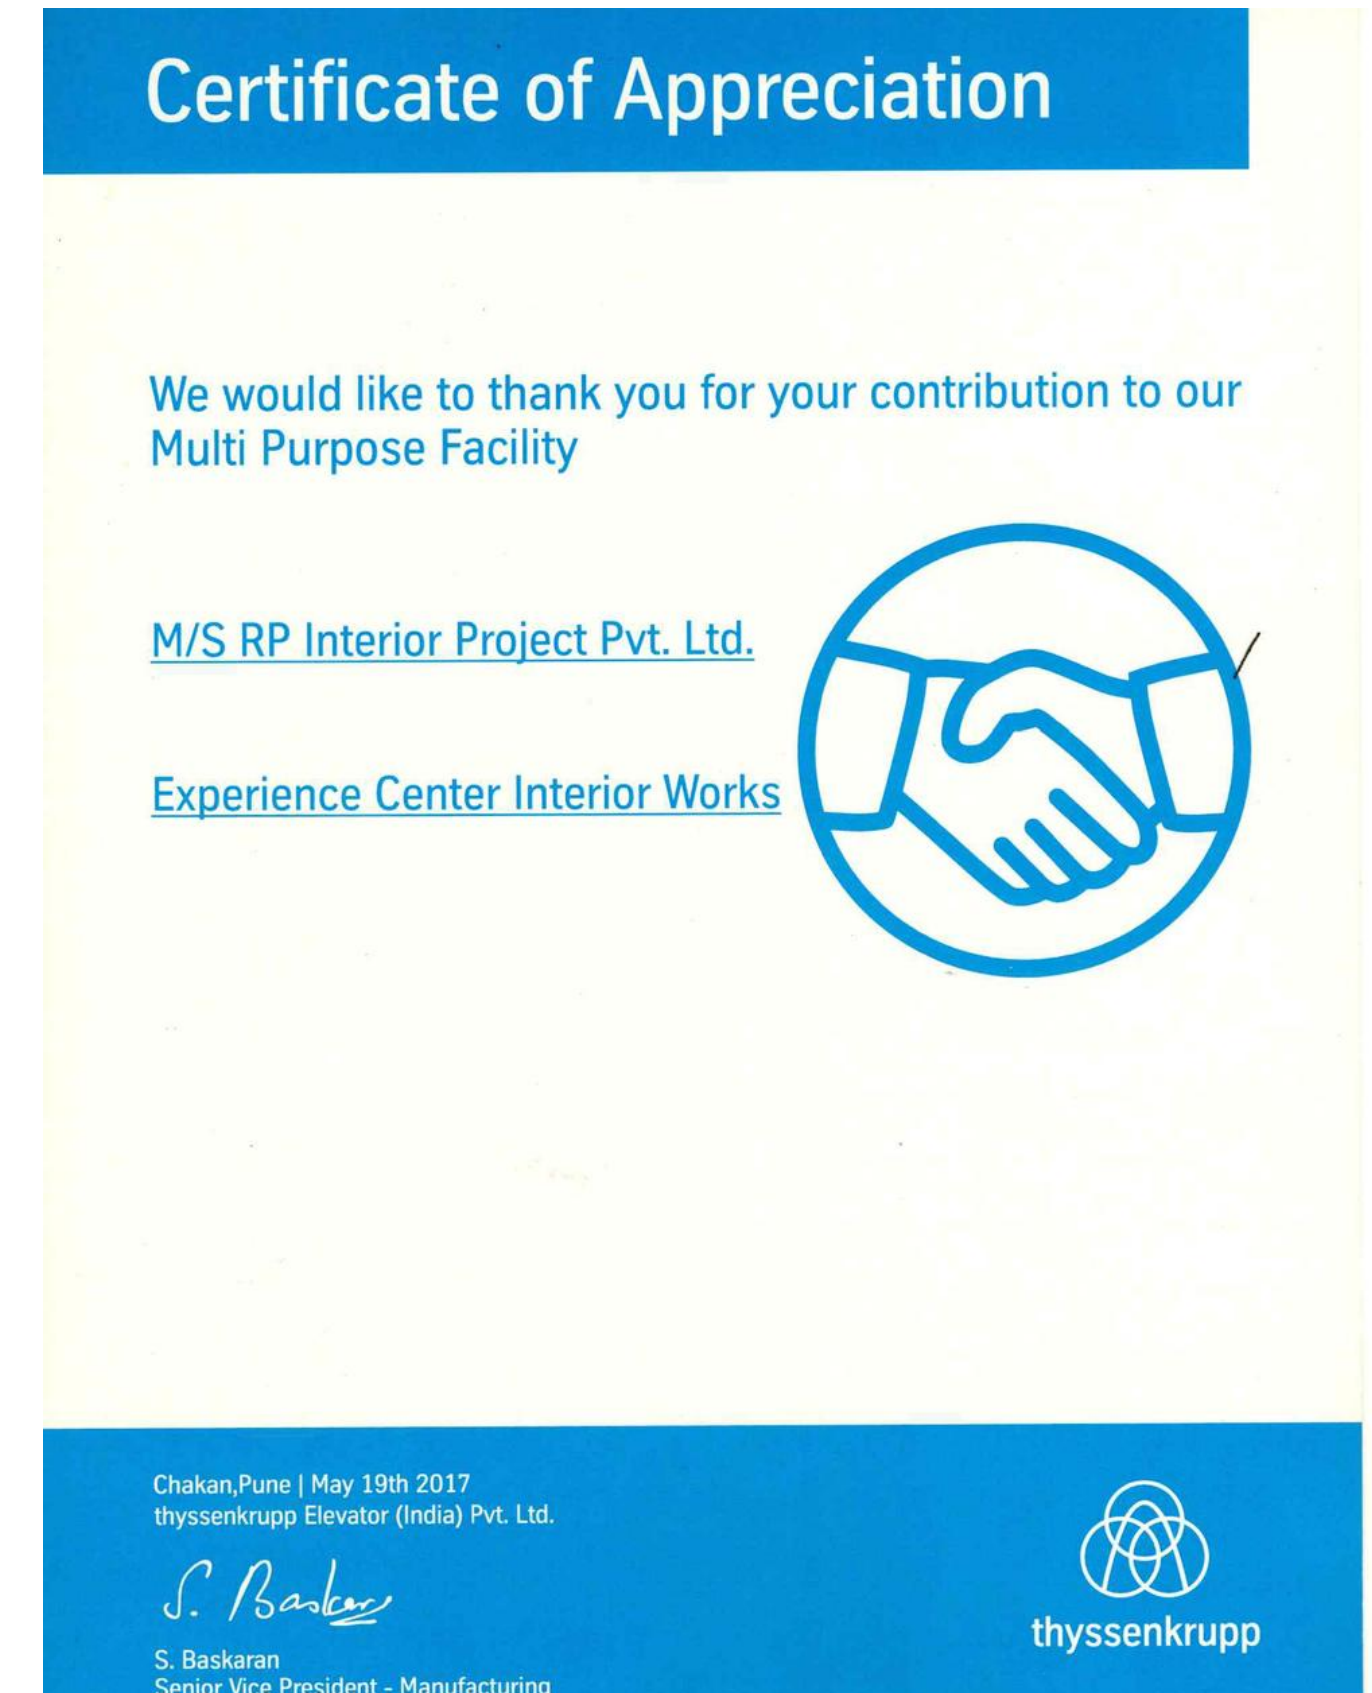 Certificate of Appreciation
We would like to thank you for your contribution to our
Multi Purpose Facility
M/S RP Interior Project Pvt. Ltd.
Experience Center Interior Works
Chakan,Pune | May 19th 2017
thyssenkrupp Elevator (India) Pvt. Ltd.
S. Baskaran
S. Baskaran
Senior Vice President - Manufacturing
thyssenkrupp